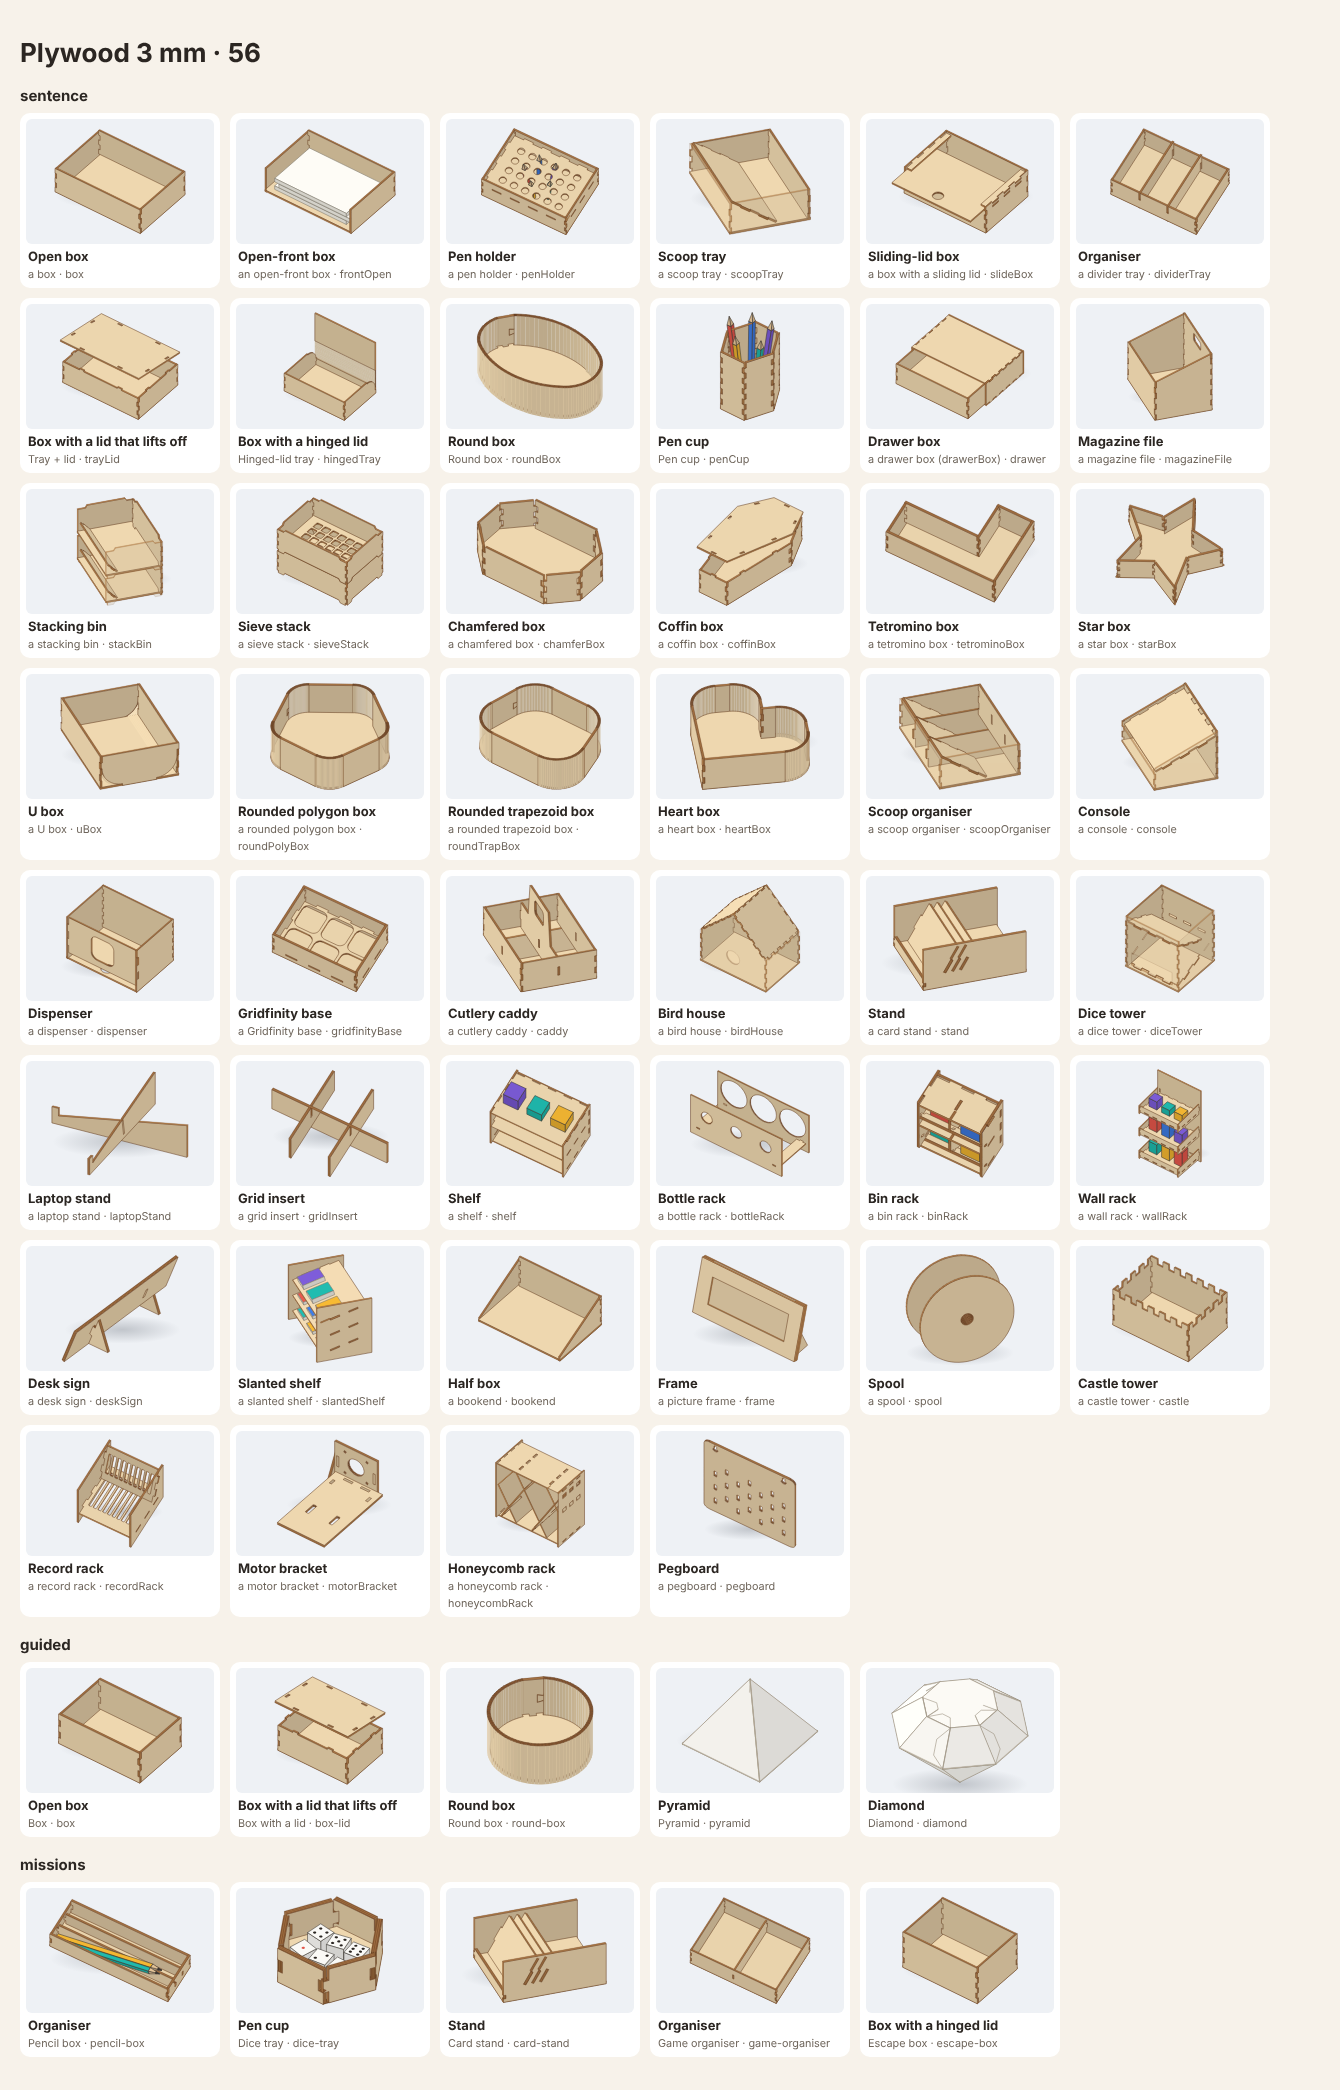 Plywood 3 mm · 56
sentence
Open box
a box · box
Open-front box
an open-front box · frontOpen
Pen holder
a pen holder · penHolder
Scoop tray
a scoop tray · scoopTray
Sliding-lid box
a box with a sliding lid · slideBox
Organiser
a divider tray · dividerTray
Box with a lid that lifts off
Tray + lid · trayLid
Box with a hinged lid
Hinged-lid tray · hingedTray
Round box
Round box · roundBox
Pen cup
Pen cup · penCup
Drawer box
a drawer box (drawerBox) · drawer
Magazine file
a magazine file · magazineFile
Stacking bin
a stacking bin · stackBin
Sieve stack
a sieve stack · sieveStack
Chamfered box
a chamfered box · chamferBox
Coffin box
a coffin box · coffinBox
Tetromino box
a tetromino box · tetrominoBox
Star box
a star box · starBox
U box
a U box · uBox
Rounded polygon box
a rounded polygon box ·
roundPolyBox
Rounded trapezoid box
a rounded trapezoid box ·
roundTrapBox
Heart box
a heart box · heartBox
Scoop organiser
a scoop organiser · scoopOrganiser
Console
a console · console
Dispenser
a dispenser · dispenser
Gridfinity base
a Gridfinity base · gridfinityBase
Cutlery caddy
a cutlery caddy · caddy
Bird house
a bird house · birdHouse
Stand
a card stand · stand
Dice tower
a dice tower · diceTower
Laptop stand
a laptop stand · laptopStand
Grid insert
a grid insert · gridInsert
Shelf
a shelf · shelf
Bottle rack
a bottle rack · bottleRack
Bin rack
a bin rack · binRack
Wall rack
a wall rack · wallRack
Desk sign
a desk sign · deskSign
Slanted shelf
a slanted shelf · slantedShelf
Half box
a bookend · bookend
Frame
a picture frame · frame
Spool
a spool · spool
Castle tower
a castle tower · castle
Record rack
a record rack · recordRack
Motor bracket
a motor bracket · motorBracket
Honeycomb rack
a honeycomb rack ·
honeycombRack
Pegboard
a pegboard · pegboard
guided
Open box
Box · box
Box with a lid that lifts off
Box with a lid · box-lid
Round box
Round box · round-box
Pyramid
Pyramid · pyramid
Diamond
Diamond · diamond
missions
Organiser
Pencil box · pencil-box
Pen cup
Dice tray · dice-tray
Stand
Card stand · card-stand
Organiser
Game organiser · game-organiser
Box with a hinged lid
Escape box · escape-box